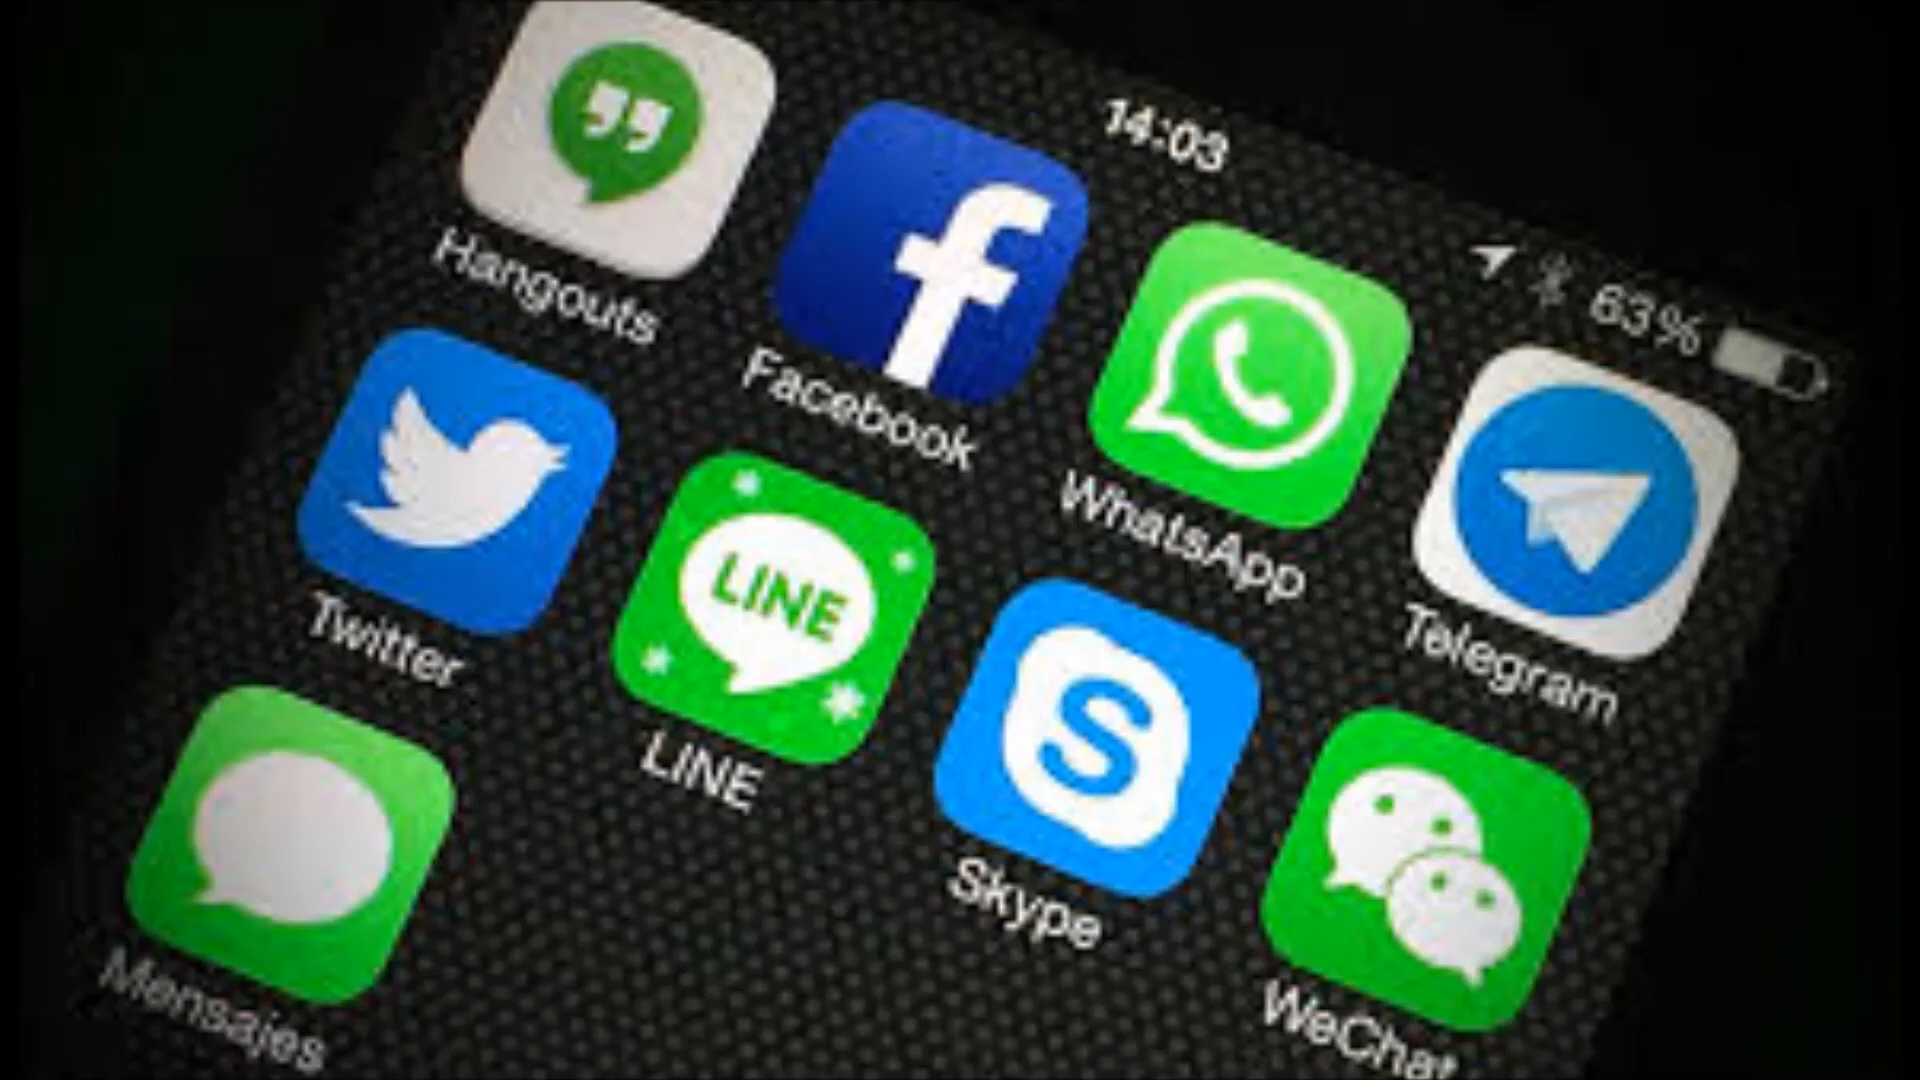 14:03
63%
Hangouts
Facebook
WhatsApp
Telegram
Twitter
LINE
LINE
Skype
WeChat
Mensajes